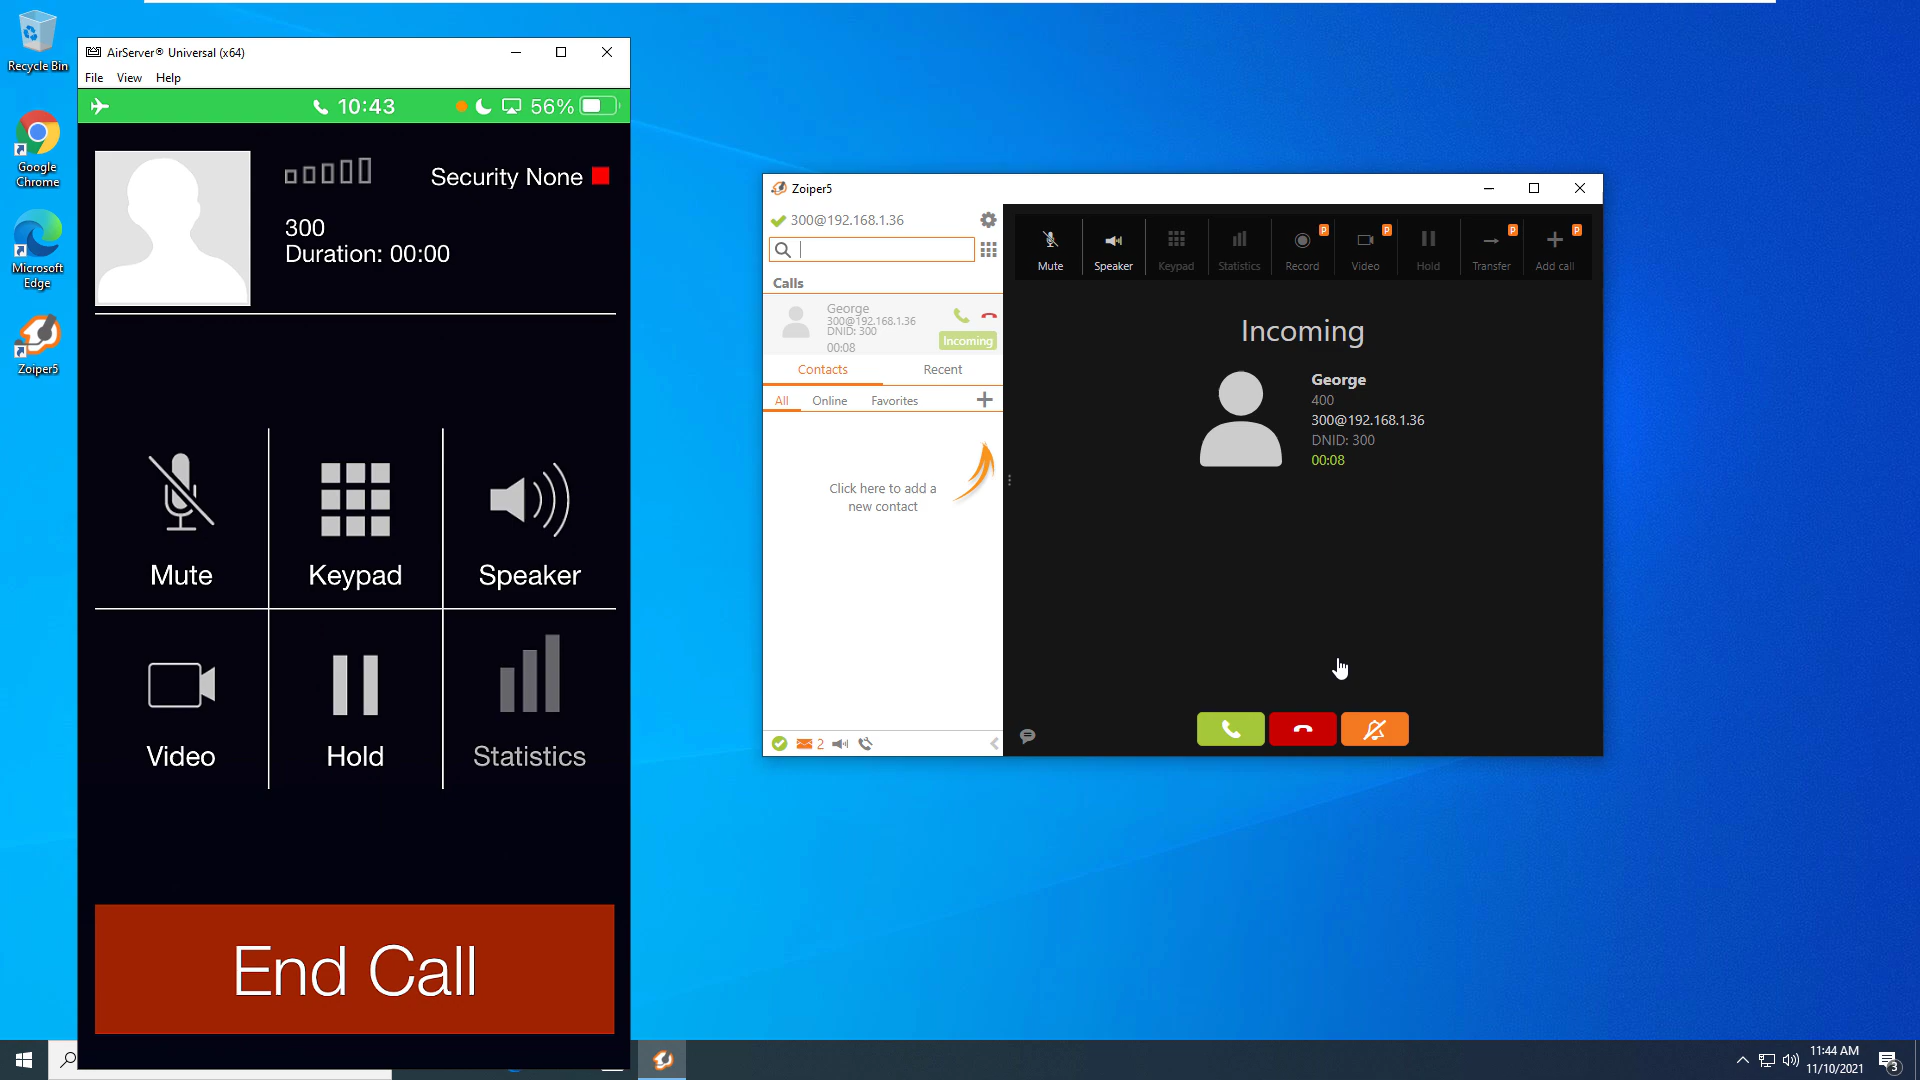 Recycle Bin
Google
Chrome
Microsoft
Edge
Zoiper5
AirServer® Universal (x64)
File View Help
10:43
56%
Security None
300
Duration: 00:00
Mute
Keypad
Speaker
Video
Hold
Statistics
End Call
Zoiper5
300@192.168.1.36
Calls
George
300@192.168.1.36
DNID: 300
00:08
Incoming
Contacts
Recent
All
Online
Favorites
Click here to add a
new contact
2
Mute
Speaker
Keypad
Statistics
Record
P
Video
P
Hold
Transfer
P
Add call
P
Incoming
George
400
300@192.168.1.36
DNID: 300
00:08
11:44 AM
11/10/2021
3